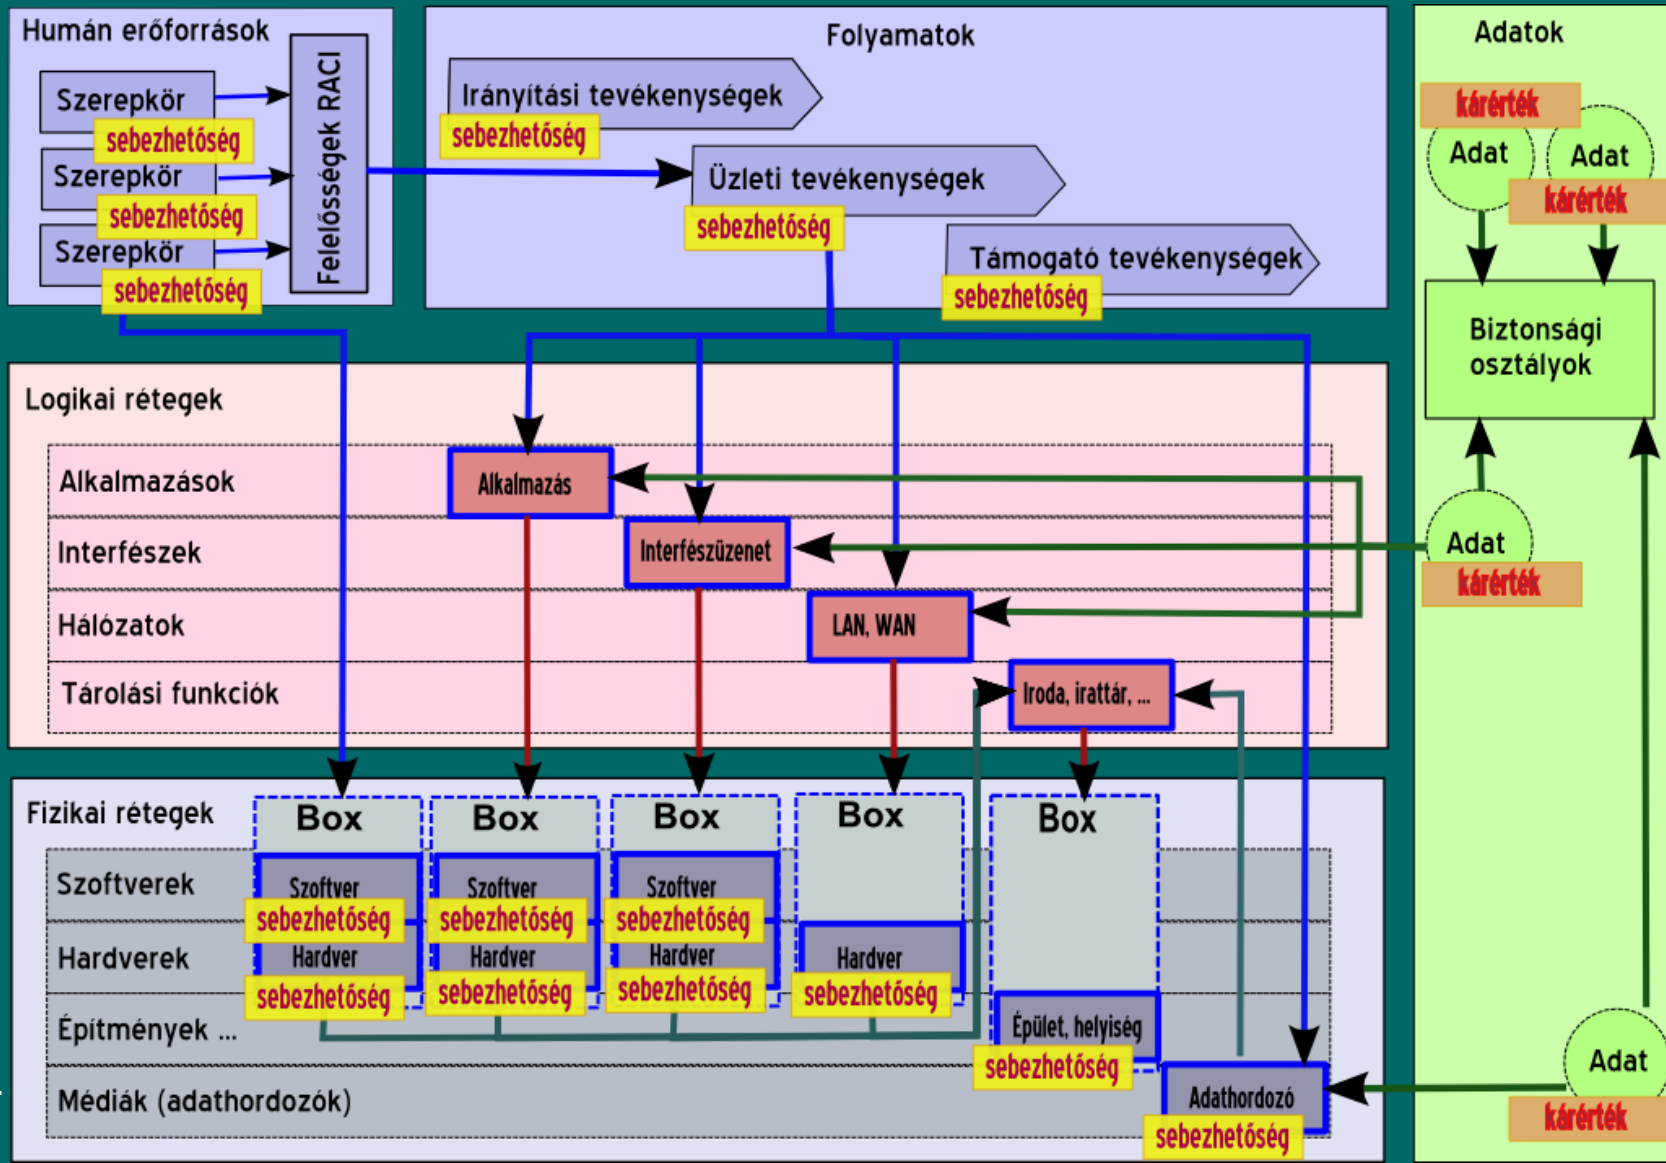 Humán erőforrások
Szerepkör
sebezhetőség
Szerepkör
sebezhetőség
Szerepkör
sebezhetőség
Felelősségek RACI
Folyamatok
Irányítási tevékenységek
sebezhetőség
Üzleti tevékenységek
sebezhetőség
Támogató tevékenységek
sebezhetőség
Adatok
kárérték
Adat
Adat
kárérték
Biztonsági
osztályok
Adat
kárérték
Adat
kárérték
Logikai rétegek
Alkalmazások
Alkalmazás
Interfészek
Interfészüzenet
Hálózatok
LAN, WAN
Tárolási funkciók
Iroda, irattár, ...
Fizikai rétegek
Box
Box
Box
Box
Box
Szoftverek
Szoftver
sebezhetőség
Szoftver
sebezhetőség
Szoftver
sebezhetőség
Hardverek
Hardver
sebezhetőség
Hardver
sebezhetőség
Hardver
sebezhetőség
Hardver
sebezhetőség
Építmények ...
Épület, helyiség
sebezhetőség
Médiák (adathordozók)
Adathordozó
sebezhetőség